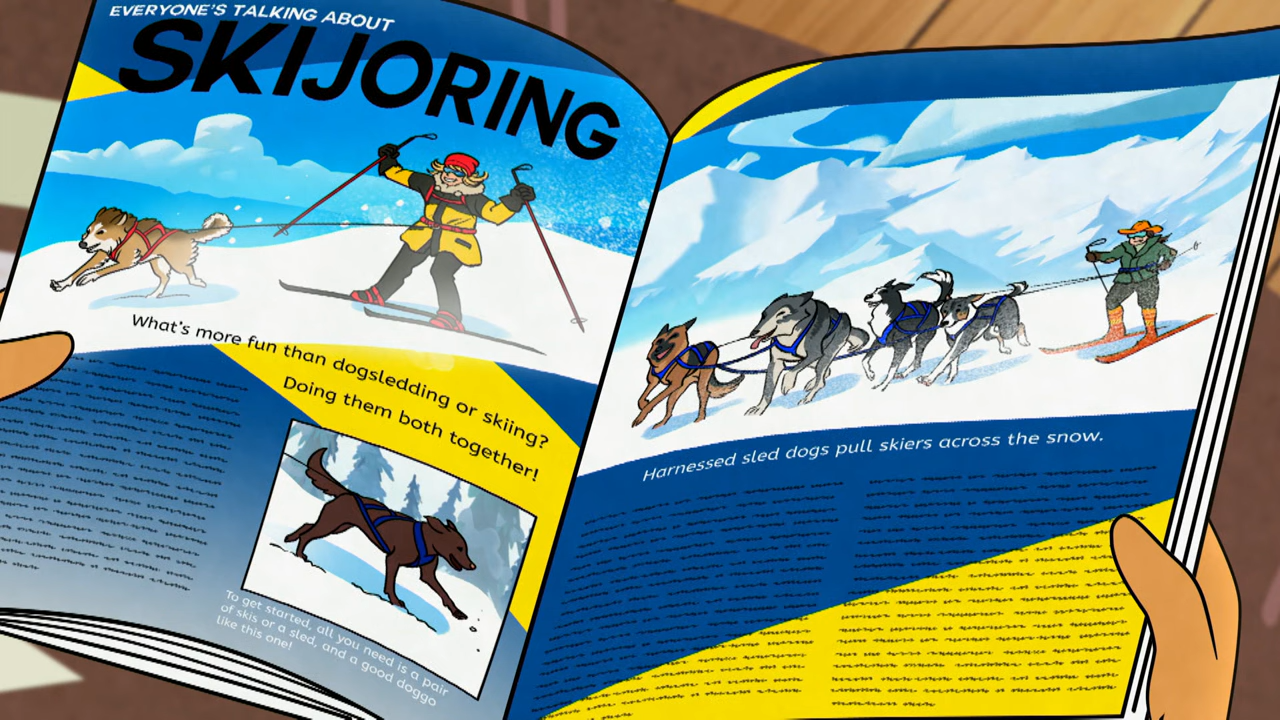 EVERYONE'S TALKING ABOUT
SKIJORING
What's more fun than dogsledding or skiing?
Doing them both together!
To get started, all you need is a pair
of skis or a sled, and a good doggo
like this one!
Harnessed sled dogs pull skiers across the snow.